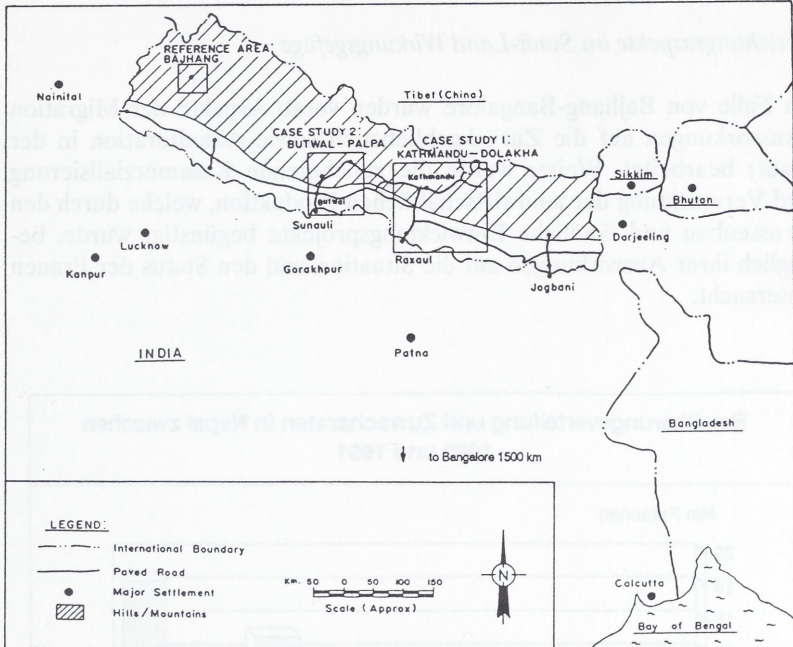 REFERENCE AREA:
BAJHANG
Nainital
Tibet (China)
CASE STUDY 2:
BUTWAL - PALPA
CASE STUDY 1:
KATHMANDU - DOLAKHA
Kathmandu
Sikkim
Bhutan
Butwal
Sunauli
Darjeeling
Lucknow
Kanpur
Gorakhpur
Raxaul
Jogbani
INDIA
Patna
Bangladesh
to Bangalore 1500 km
LEGEND:
International Boundary
Paved Road
Major Settlement
Hills/Mountains
Km. 50 0 50 100 150
Scale (Approx)
N
Calcutta
Bay of Bengal